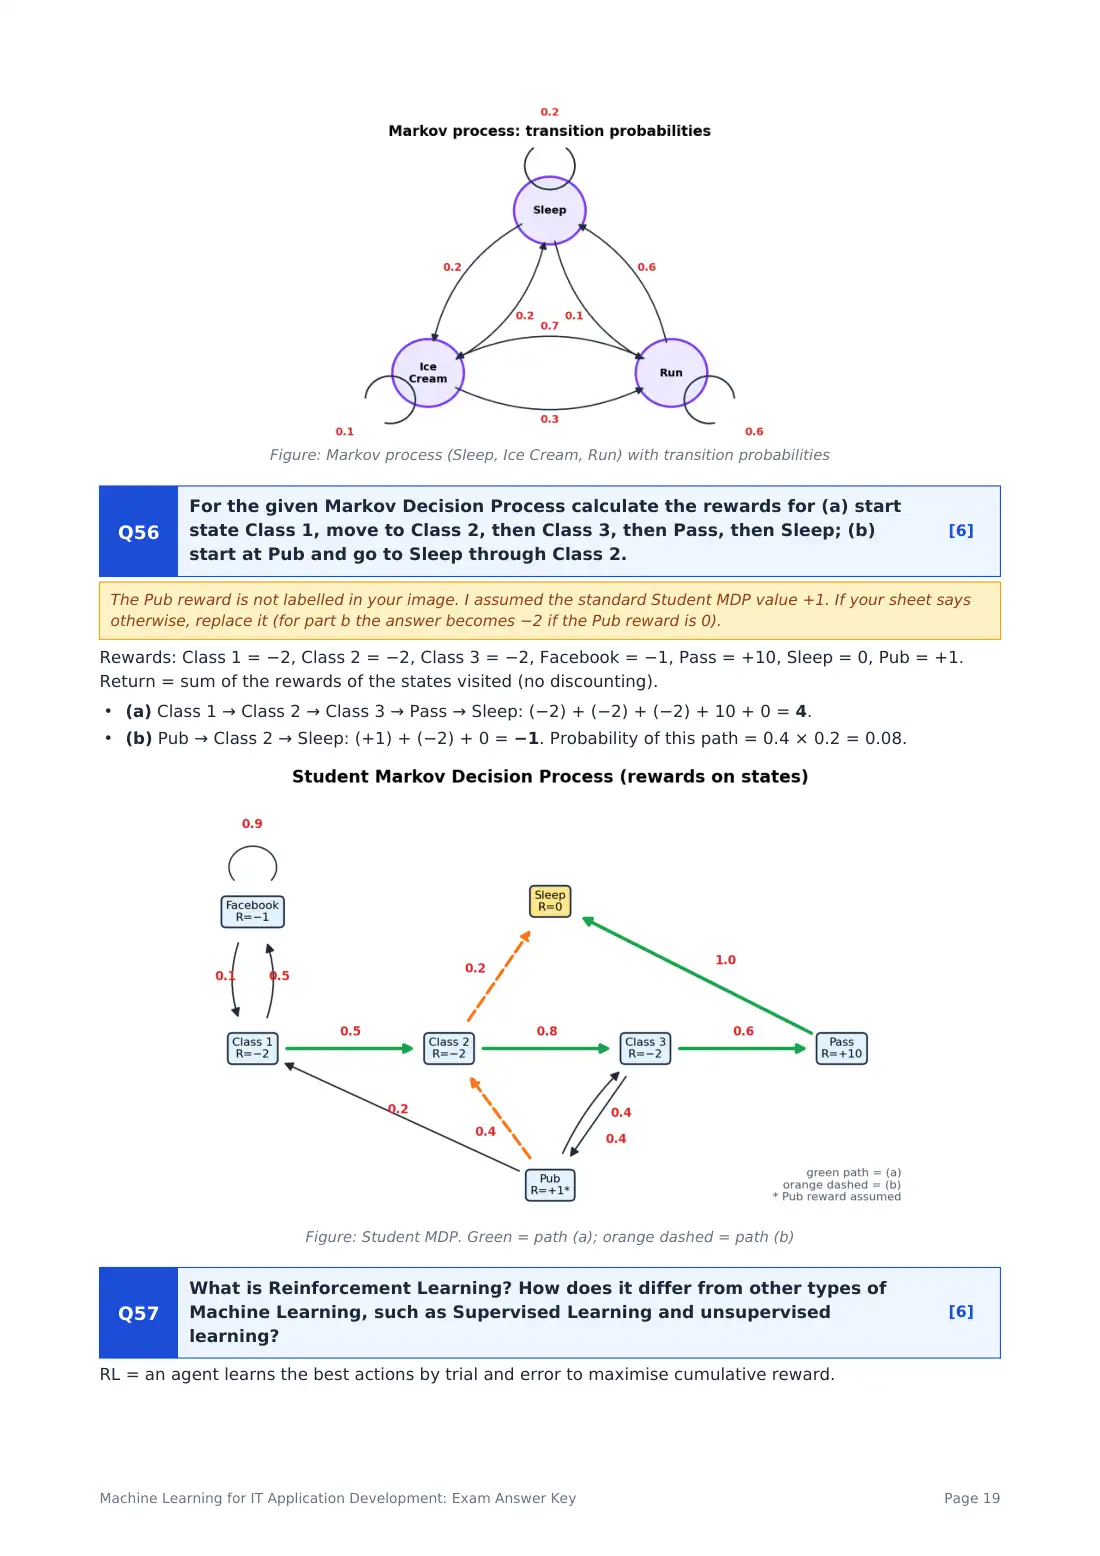 0.2
Markov process: transition probabilities
Sleep
0.2
0.6
0.2
0.1
0.7
Ice
Cream
Run
0.3
0.1
0.6
Figure: Markov process (Sleep, Ice Cream, Run) with transition probabilities
Q56
For the given Markov Decision Process calculate the rewards for (a) start
state Class 1, move to Class 2, then Class 3, then Pass, then Sleep; (b)
start at Pub and go to Sleep through Class 2.
[6]
The Pub reward is not labelled in your image. I assumed the standard Student MDP value +1. If your sheet says
otherwise, replace it (for part b the answer becomes −2 if the Pub reward is 0).
Rewards: Class 1 = −2, Class 2 = −2, Class 3 = −2, Facebook = −1, Pass = +10, Sleep = 0, Pub = +1.
Return = sum of the rewards of the states visited (no discounting).
• (a) Class 1 → Class 2 → Class 3 → Pass → Sleep: (−2) + (−2) + (−2) + 10 + 0 = 4.
• (b) Pub → Class 2 → Sleep: (+1) + (−2) + 0 = −1. Probability of this path = 0.4 × 0.2 = 0.08.
Student Markov Decision Process (rewards on states)
0.9
Facebook
R=−1
Sleep
R=0
0.1
0.5
0.2
1.0
0.5
0.8
0.6
Class 1
R=−2
Class 2
R=−2
Class 3
R=−2
Pass
R=+10
0.2
0.4
0.4
0.4
Pub
R=+1*
green path = (a)
orange dashed = (b)
* Pub reward assumed
Figure: Student MDP. Green = path (a); orange dashed = path (b)
Q57
What is Reinforcement Learning? How does it differ from other types of
Machine Learning, such as Supervised Learning and unsupervised
learning?
[6]
RL = an agent learns the best actions by trial and error to maximise cumulative reward.
Machine Learning for IT Application Development: Exam Answer Key
Page 19